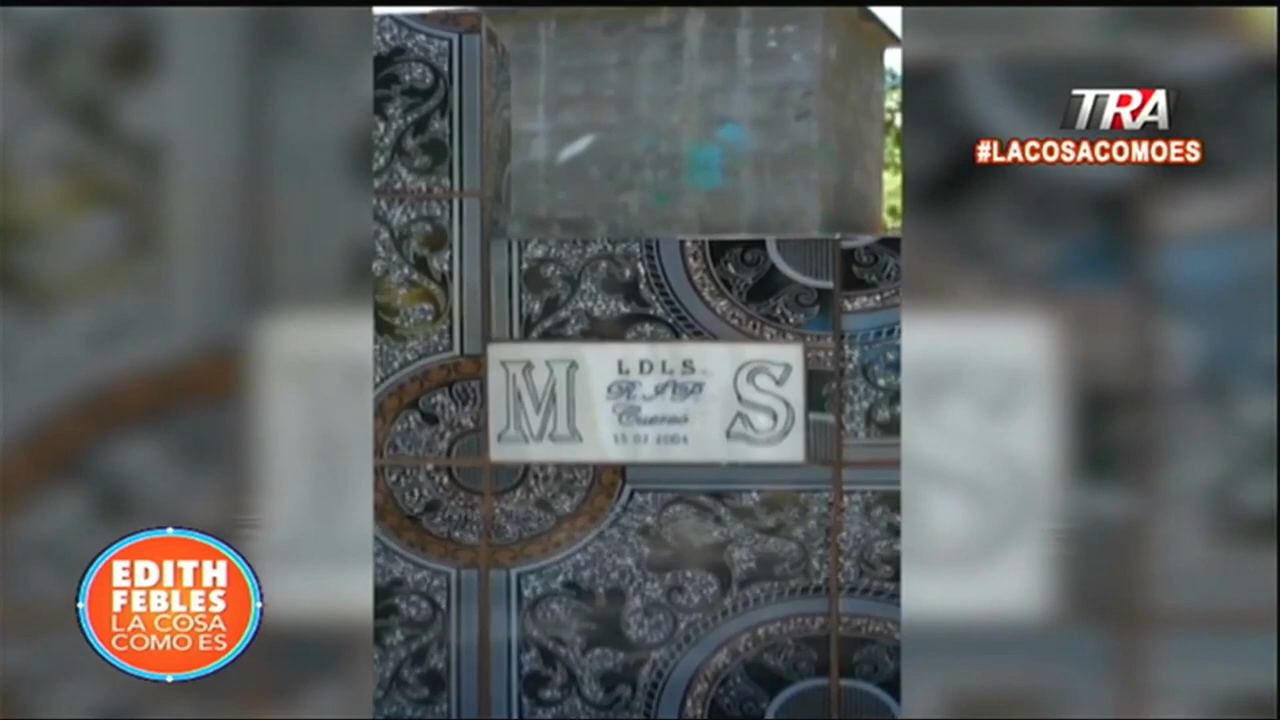 TRA
#LACOSACOMOES
M
LDLS
R.I.P
S
EDITH
FEBLES
LA COSA
COMO ES